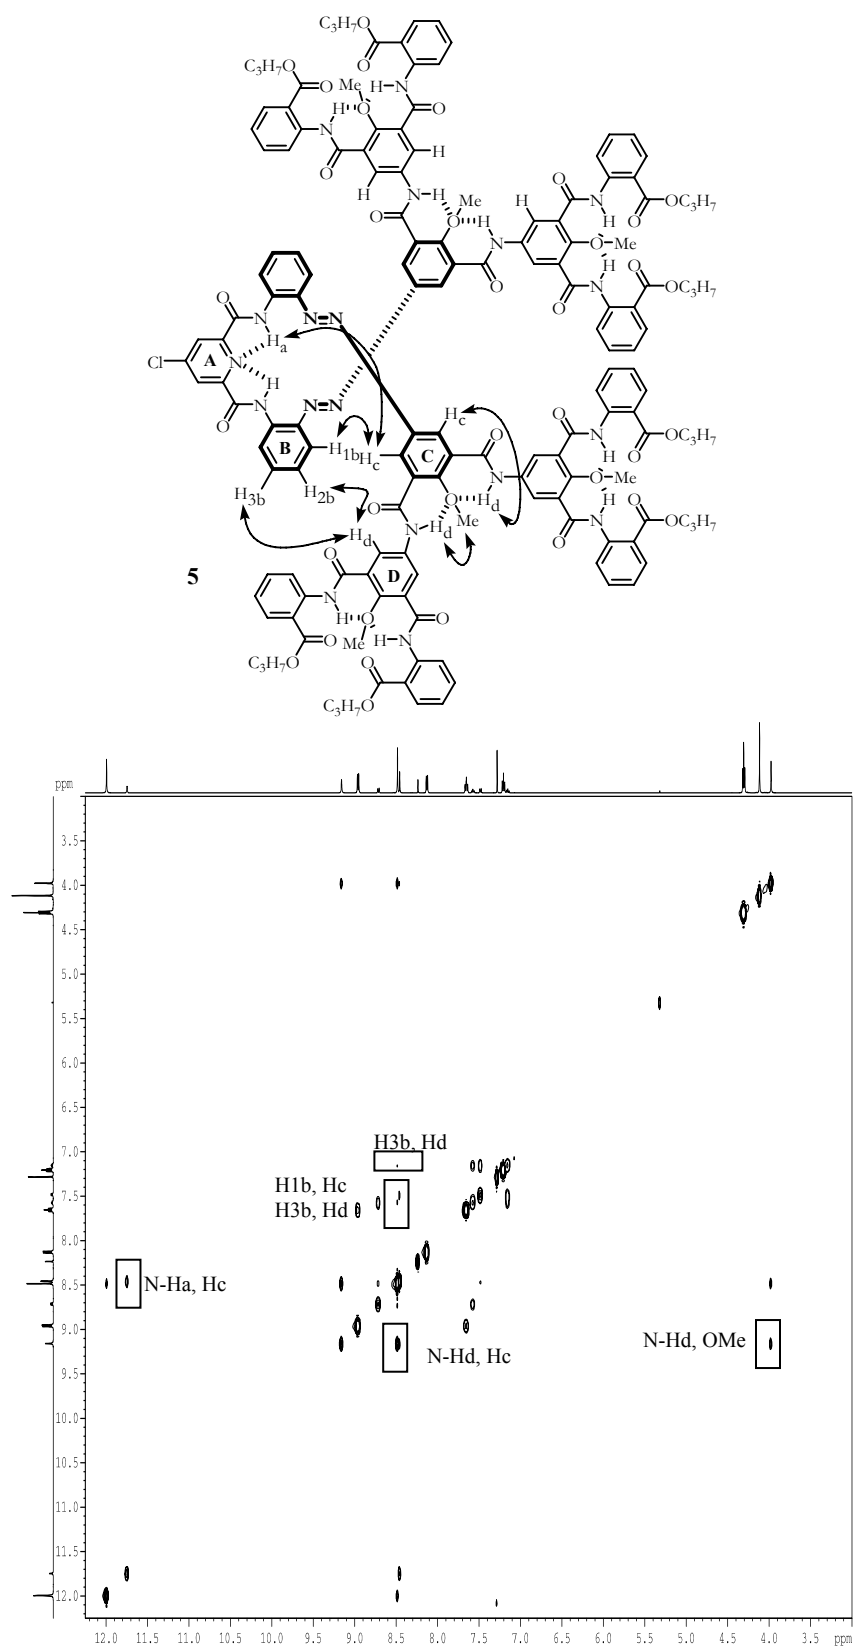 C3H7O
O
O
Me
H
N
O
C3H7O
O
H
O
N
O
H
H
N
O
N
H
O
O
Me
H
N
O
H
O
N
H
O
OC3H7
O
Me
H
N
O
O
OC3H7
O
N
Ha
N=N
Cl
A
N
H
O
N
N=N
B
H1b
Hc
C
Hc
H3b
H2b
O
N
Hd
O
Me
O
N
Hd
O
N
H
O
OC3H7
O
Me
H
N
O
O
OC3H7
Hd
5
D
O
N
H
O
Me
O
H
N
O
C3H7O
O
C3H7O
ppm
3.5
4.0
4.5
5.0
5.5
6.0
6.5
7.0
7.5
8.0
8.5
9.0
9.5
10.0
10.5
11.0
11.5
12.0
H3b, Hd
H1b, Hc
H3b, Hd
N-Ha, Hc
N-Hd, Hc
N-Hd, OMe
12.0 11.5 11.0 10.5 10.0 9.5 9.0 8.5 8.0 7.5 7.0 6.5 6.0 5.5 5.0 4.5 4.0 3.5 ppm